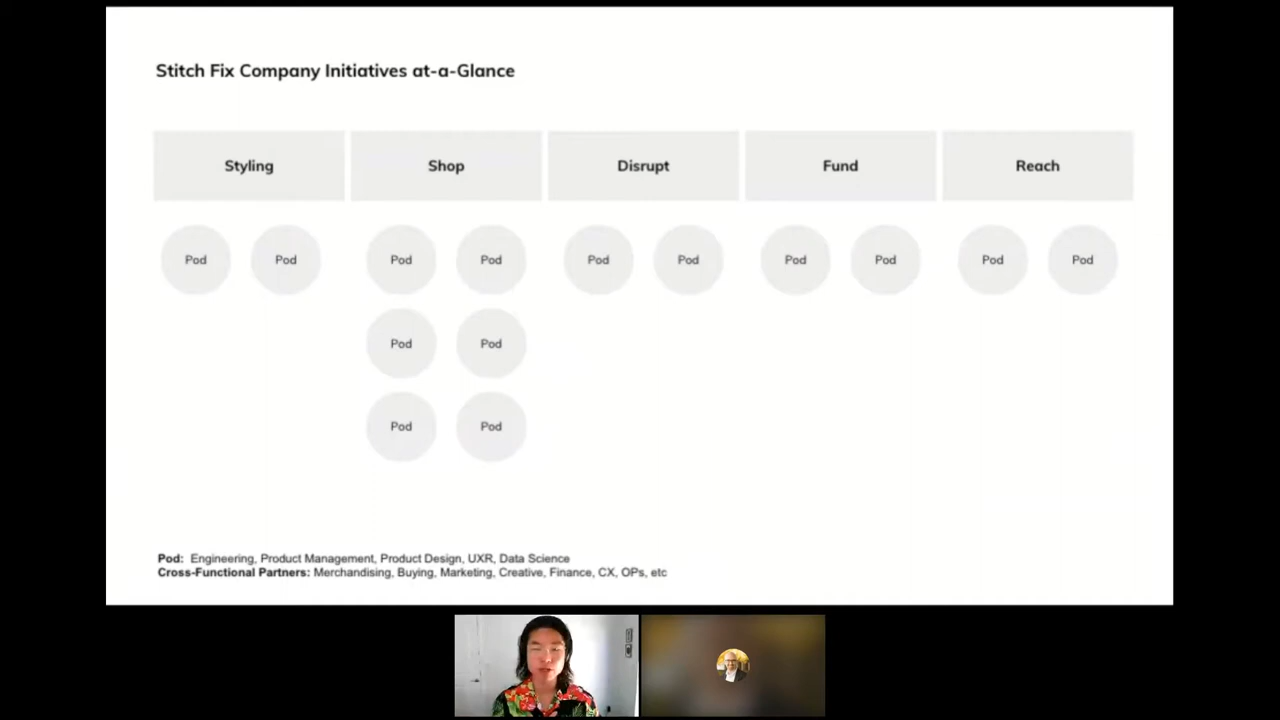 Stitch Fix Company Initiatives at-a-Glance
Styling Shop Disrupt Fund Reach
Pod Pod Pod Pod Pod Pod Pod Pod Pod Pod
Pod Pod
Pod Pod
Pod: Engineering, Product Management, Product Design, UXR, Data Science
Cross-Functional Partners: Merchandising, Buying, Marketing, Creative, Finance, CX, OPs, etc